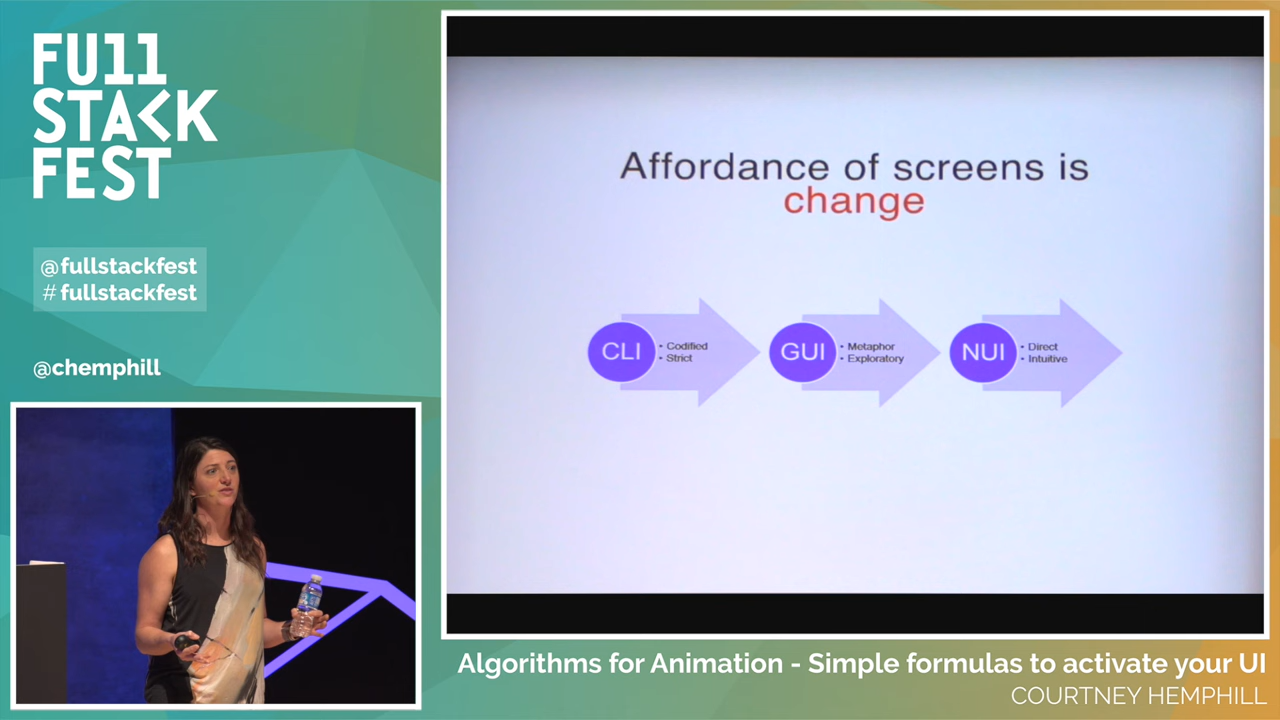 FU11
STACK
FEST
@fullstackfest
# fullstackfest
@chemphill
Affordance of screens is
change
CLI
• Codified
• Strict
GUI
• Metaphor
• Exploratory
NUI
• Direct
• Intuitive
Algorithms for Animation - Simple formulas to activate your UI
COURTNEY HEMPHILL